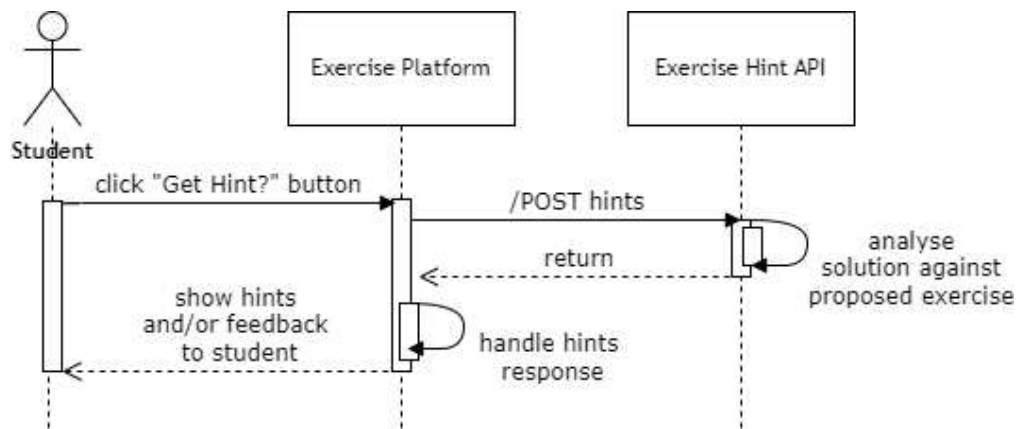 Exercise Platform
Exercise Hint API
Student
click "Get Hint?" button
/POST hints
analyse
solution against
proposed exercise
return
show hints
and/or feedback
to student
handle hints
response